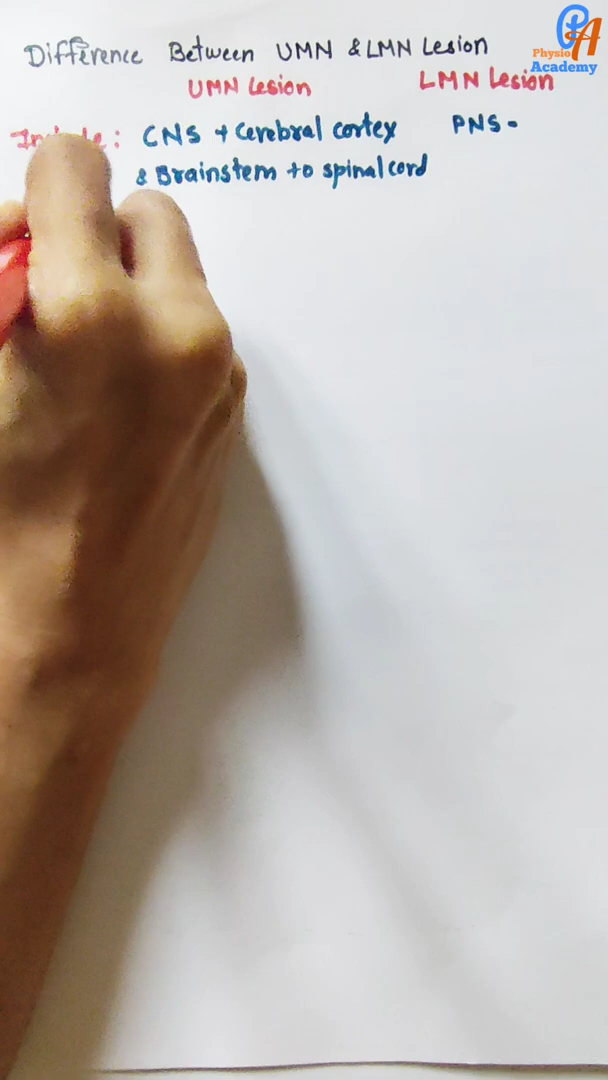 Difference Between UMN & LMN Lesion
UMN Lesion LMN Lesion
CNS + Cerebral cortex PNS -
& Brainstem to spinal cord
Physio
Academy